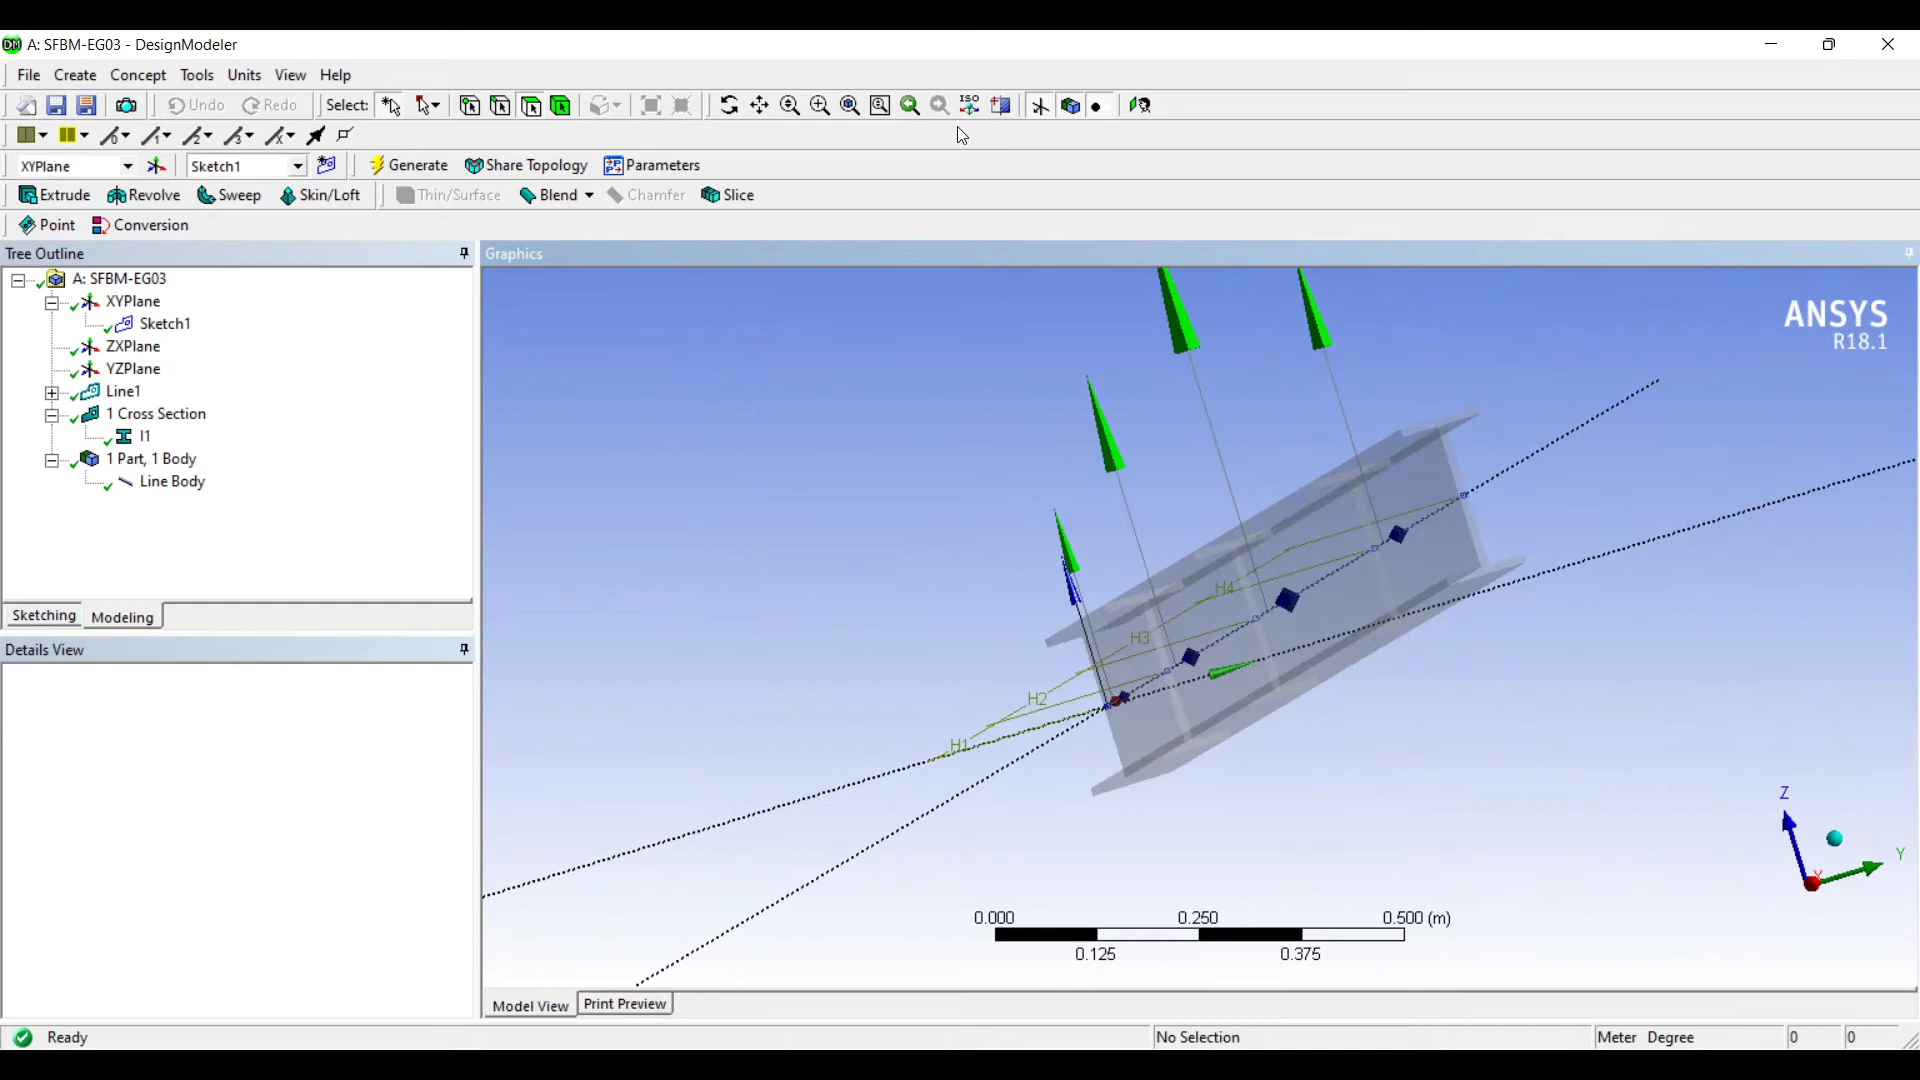 A: SFBM-EG03 - DesignModeler
File Create Concept Tools Units View Help
Undo Redo Select: ISO
XYPlane Sketch1 Generate Share Topology Parameters
Extrude Revolve Sweep Skin/Loft Thin/Surface Blend Chamfer Slice
Point Conversion
Tree Outline
Graphics
A: SFBM-EG03
XYPlane
Sketch1
ZXPlane
YZPlane
Line1
1 Cross Section
I1
1 Part, 1 Body
Line Body
Sketching Modeling
Details View
ANSYS
R18.1
H4
H3
H2
H1
Z
Y
X
0.000 0.250 0.500 (m)
0.125 0.375
Model View Print Preview
Ready No Selection Meter Degree 0 0